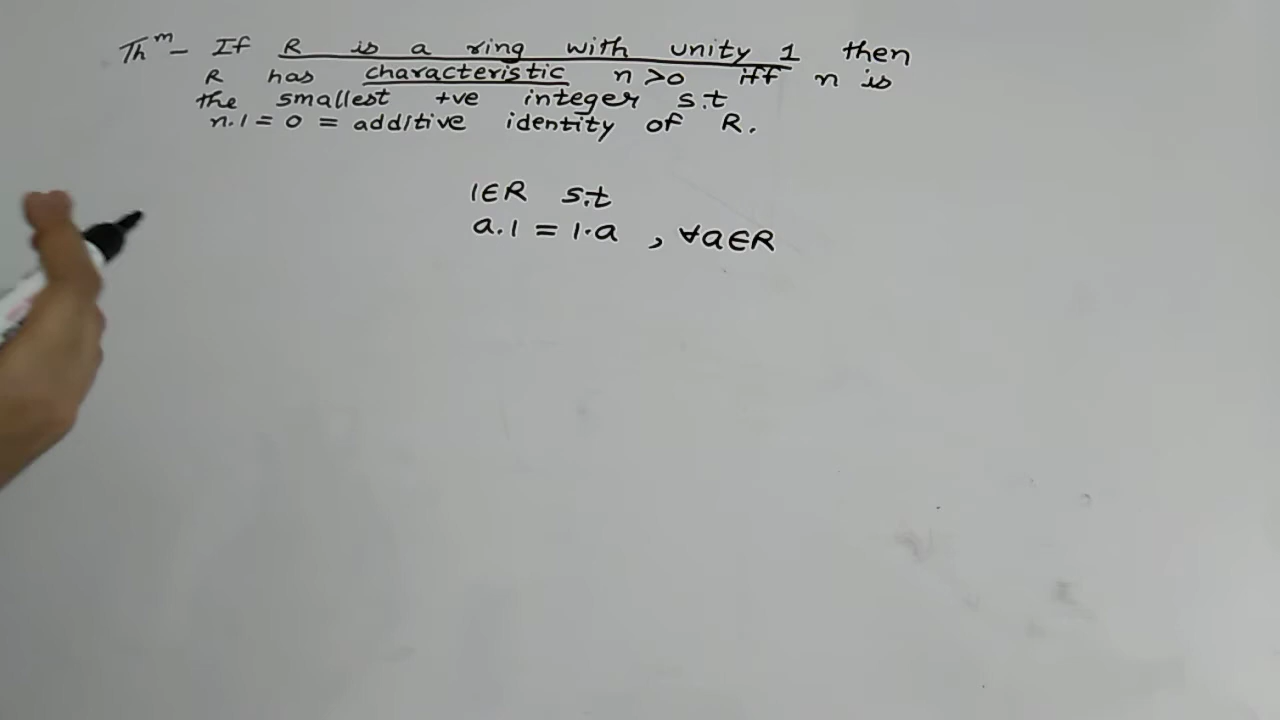 Thᵐ- If R is a ring with unity 1 then
R has characteristic n>0 iff n is
the smallest +ve integer s.t
n.1=0 = additive identity of R.
1∈R s.t
a.1 = 1.a , ∀a∈R